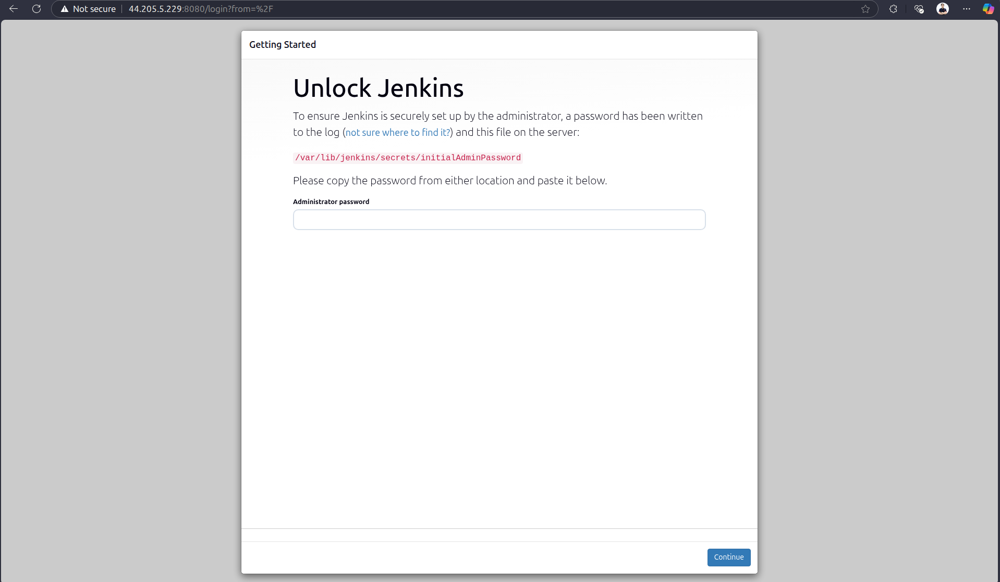 Not secure
44.205.5.229:8080/login?from=%2F
Getting Started
Unlock Jenkins
To ensure Jenkins is securely set up by the administrator, a password has been written
to the log (not sure where to find it?) and this file on the server:
/var/lib/jenkins/secrets/initialAdminPassword
Please copy the password from either location and paste it below.
Administrator password
Continue